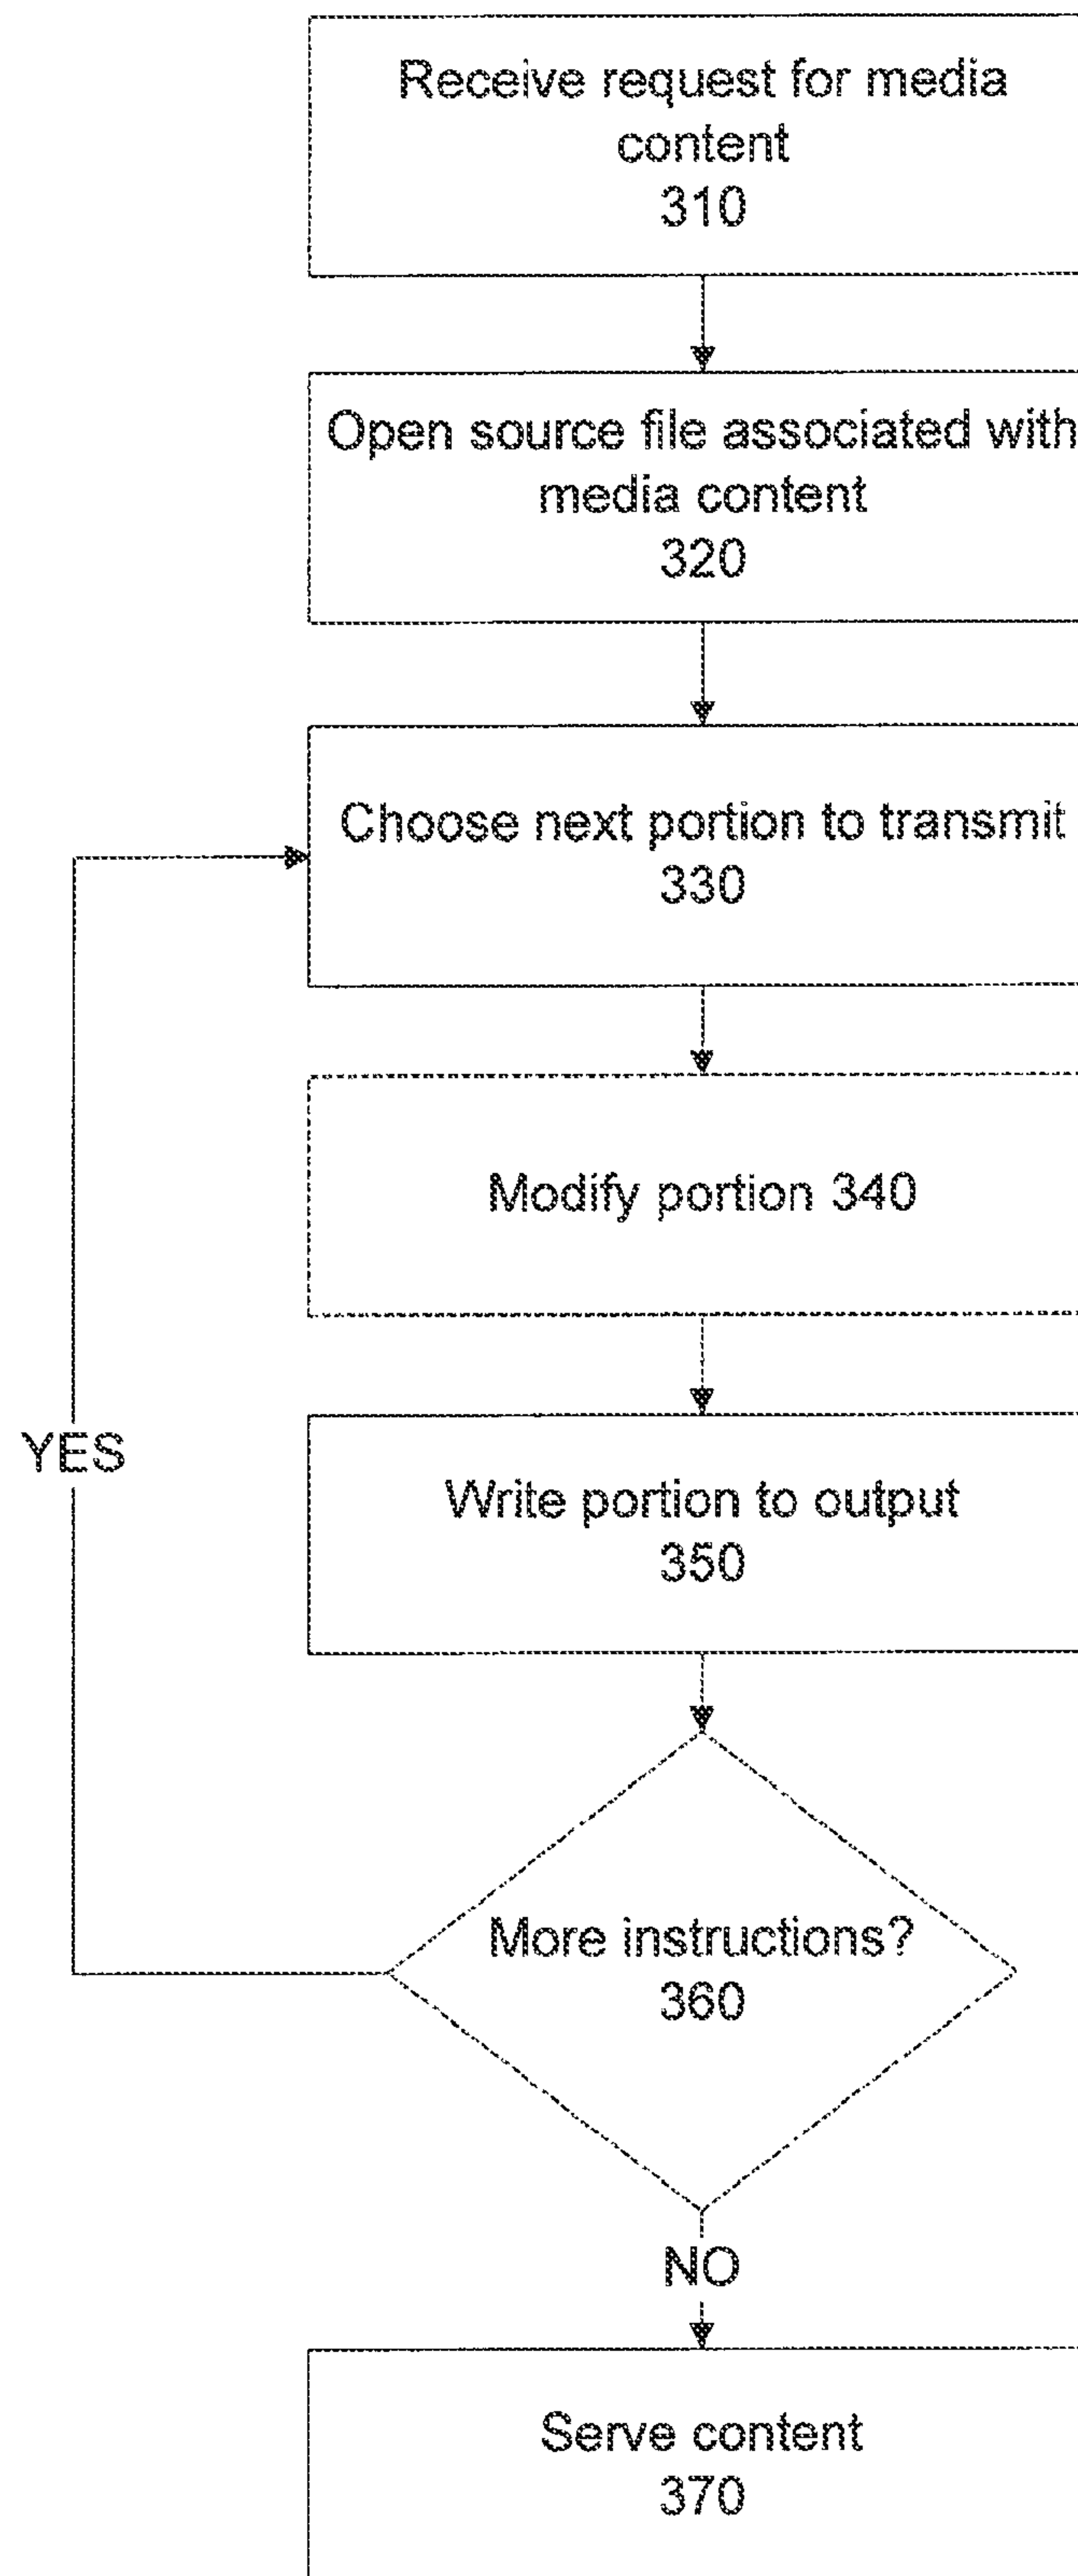 Receive request for media
content
310
Open source file associated with
media content
320
Choose next portion to transmit
330
Modify portion 340
YES
Write portion to output
350
More instructions?
360
NO
Serve content
370